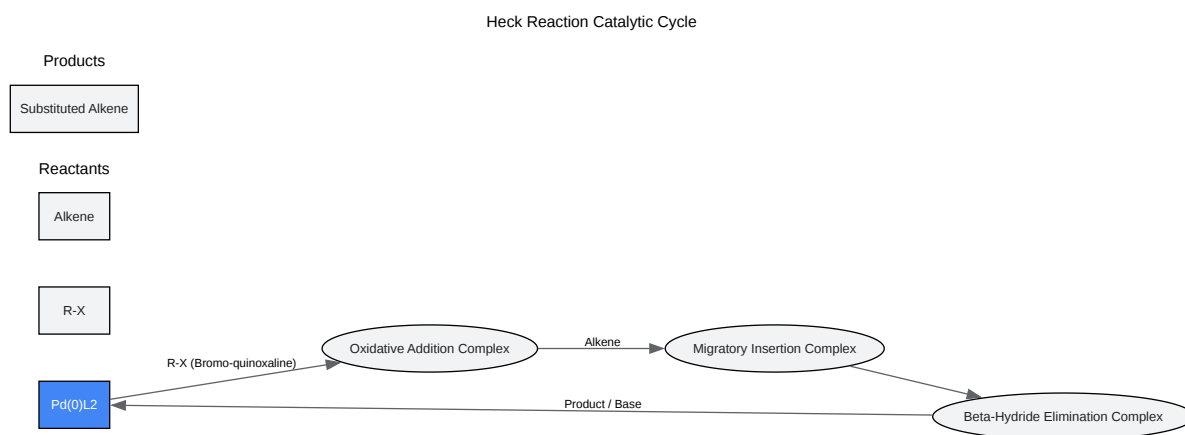 Heck Reaction Catalytic Cycle
Products
Substituted Alkene
Reactants
Alkene
R-X
Oxidative Addition Complex
Alkene
Migratory Insertion Complex
R-X (Bromo-quinoxaline)
Pd(0)L2
Product / Base
Beta-Hydride Elimination Complex